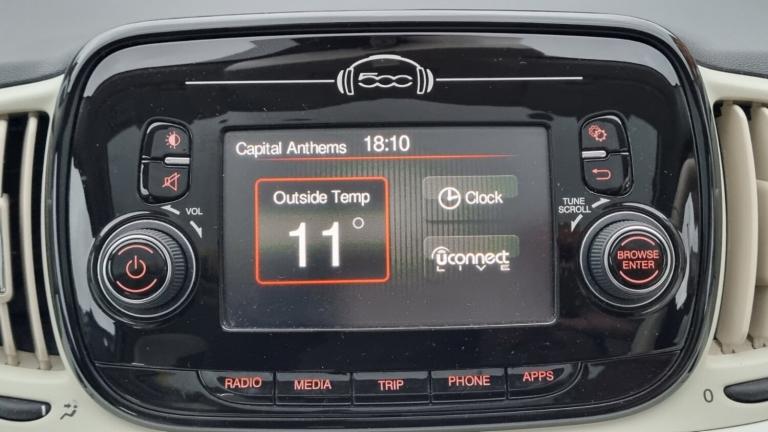 500
Capital Anthems 18:10
VOL
TUNE
SCROLL
Outside Temp
11°
Clock
uconnect
LIVE
BROWSE
ENTER
RADIO MEDIA TRIP PHONE APPS
0